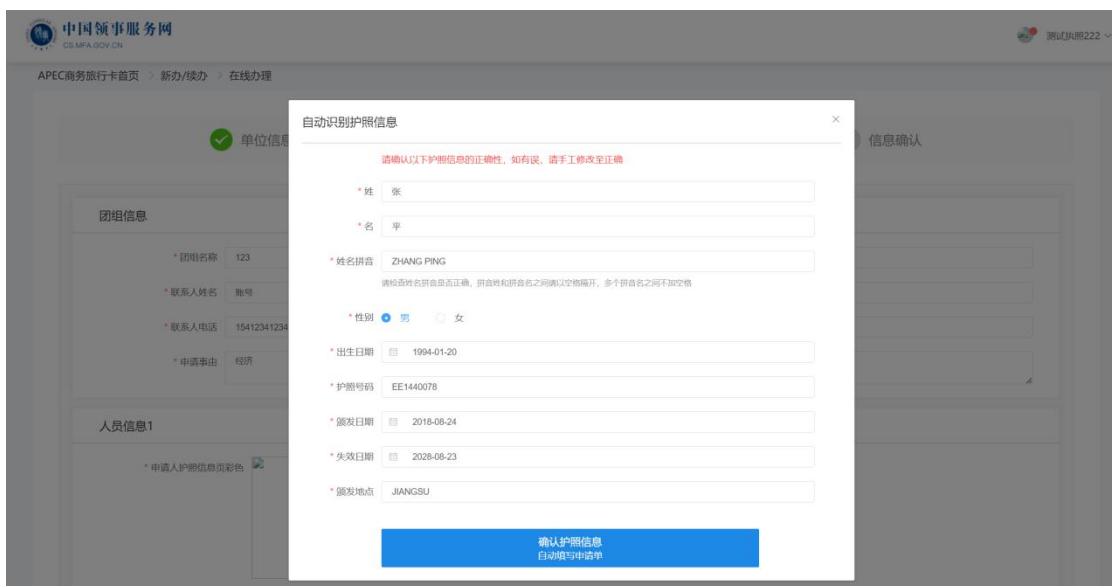 中国领事服务网
CS.MFA.GOV.CN
测试执照222
APEC商务旅行卡首页 > 新办/续办 > 在线办理
单位信息
信息确认
自动识别护照信息
请确认以下护照信息的正确性，如有误、请手工修改至正确
* 姓 张
* 名 平
* 姓名拼音 ZHANG PING
请检查姓名拼音是否正确，拼音姓和拼音名之间请以空格隔开，多个拼音名之间不加空格
* 性别 男 女
* 出生日期 1994-01-20
* 护照号码 EE1440078
* 颁发日期 2018-08-24
* 失效日期 2028-08-23
* 颁发地点 JIANGSU
确认护照信息
自动填写申请单
团组信息
* 团组名称 123
* 联系人姓名 账号
* 联系人电话 15412341234
* 申请事由 经济
人员信息1
* 申请人护照信息页彩色